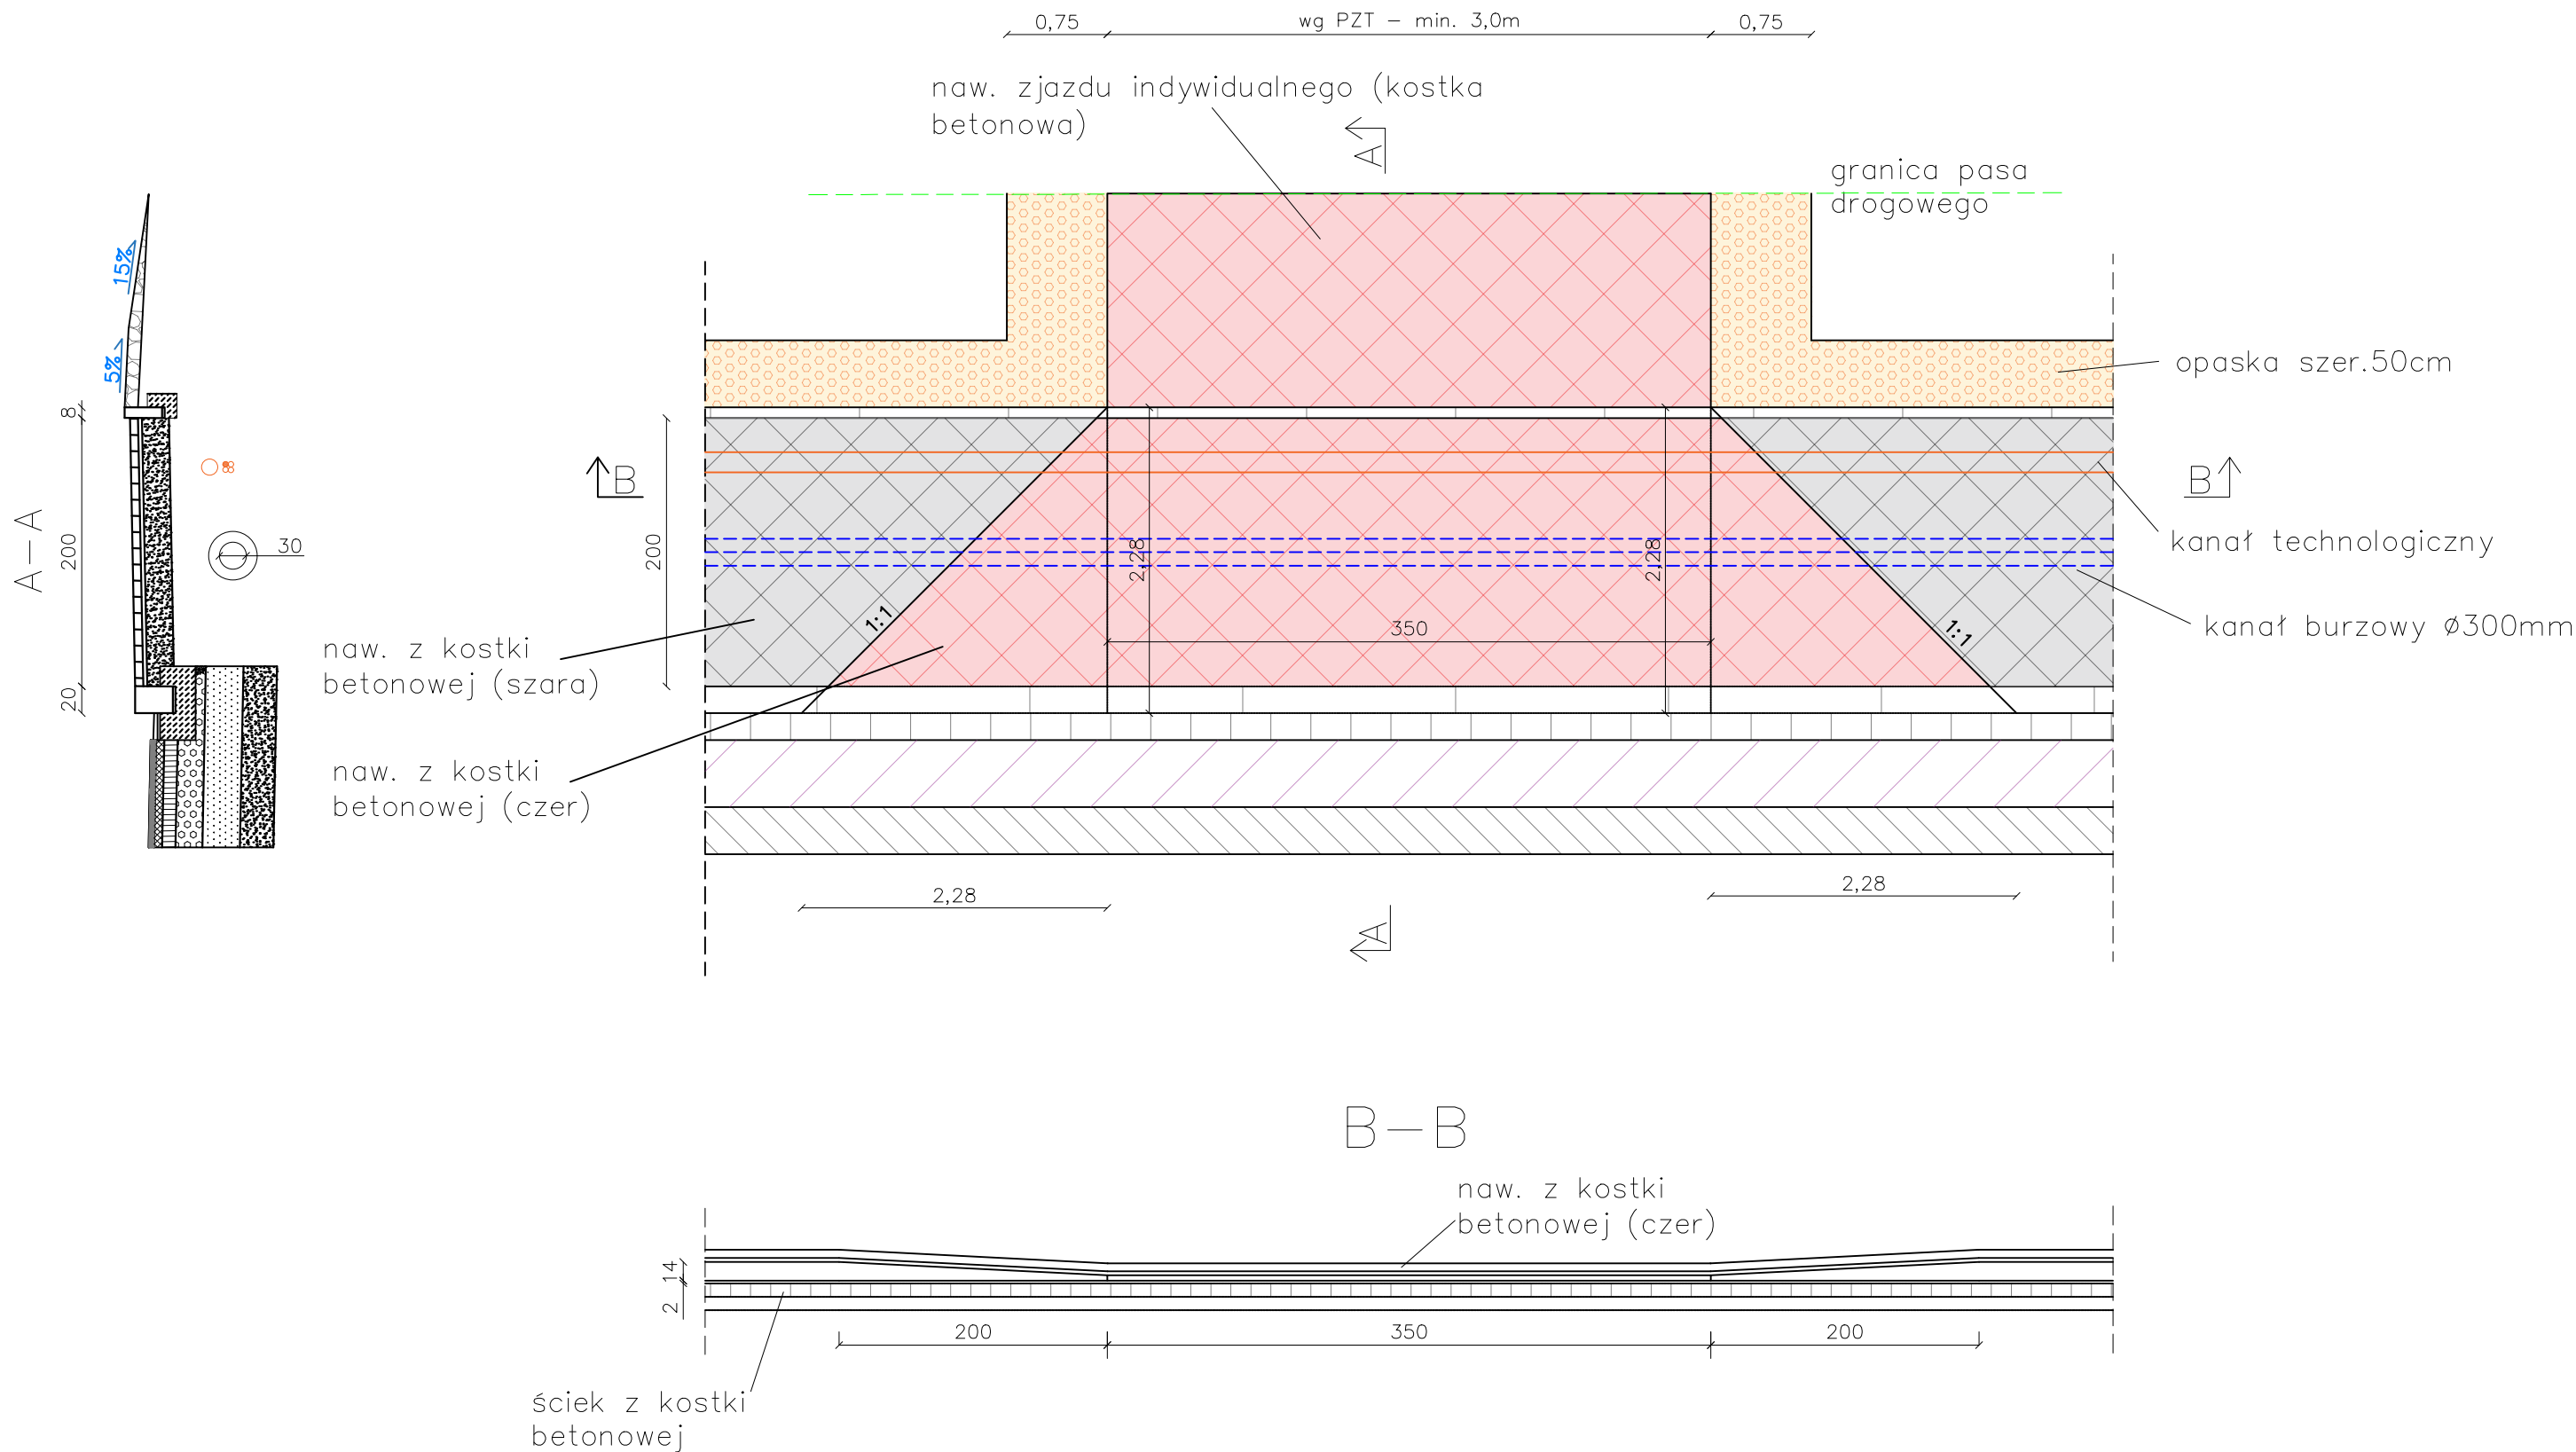 0,75
wg PZT – min. 3,0m
0,75
naw. zjazdu indywidualnego (kostka
betonowa)
A
granica pasa
drogowego
15%
5%
opaska szer.50cm
8
A–A
200
20
30
B
B
200
2,28
2,28
kanał technologiczny
kanał burzowy Ø300mm
1:1
350
1:1
naw. z kostki
betonowej (szara)
naw. z kostki
betonowej (czer)
2,28
2,28
A
B–B
naw. z kostki
betonowej (czer)
14
2
200
350
200
ściek z kostki
betonowej